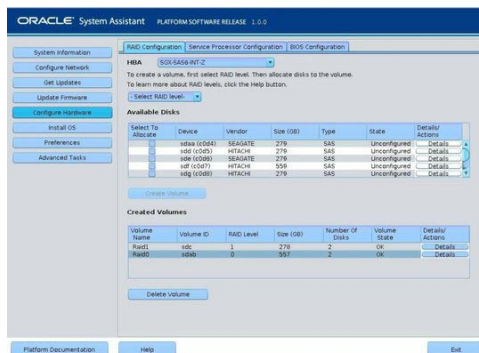 ORACLE System Assistant PLATFORM SOFTWARE RELEASE 1.0.0
System Information
Configure Network
Get Updates
Update Firmware
Configure Hardware
Install OS
Preferences
Advanced Tasks
RAID Configuration Service Processor Configuration BIOS Configuration
HBA SGX-SAS6-INT-Z
To create a volume, first select RAID level. Then allocate disks to the volume.
To learn more about RAID levels, click the Help button.
- Select RAID level-
Available Disks
Select To Allocate Device Vendor Size (GB) Type State Details/ Actions
sdaa (c0d4) SEAGATE 279 SAS Unconfigured Details
sdd (c0d5) HITACHI 279 SAS Unconfigured Details
sde (c0d6) SEAGATE 279 SAS Unconfigured Details
sdf (c0d7) HITACHI 559 SAS Unconfigured Details
sdg (c0d8) HITACHI 279 SAS Unconfigured Details
Create Volume
Created Volumes
Volume Name Volume ID RAID Level Size (GB) Number Of Disks Volume State Details/ Actions
Raid1 sdc 1 278 2 OK Details
Raid0 sdab 0 557 2 OK Details
Delete Volume
Platform Documentation Help Exit